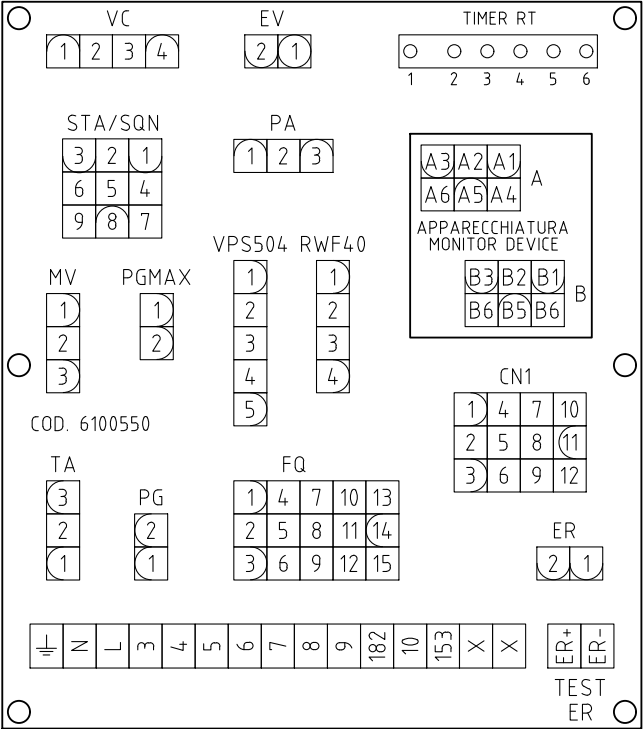 VC
1 2 3 4
EV
2 1
TIMER RT
1 2 3 4 5 6
STA/SQN
3 2 1
6 5 4
9 8 7
PA
1 2 3
A3 A2 A1
A6 A5 A4
A
APPARECCHIATURA
MONITOR DEVICE
B3 B2 B1
B6 B5 B6
B
MV
1
2
3
PGMAX
1
2
VPS504
1
2
3
4
5
RWF40
1
2
3
4
CN1
1 4 7 10
2 5 8 11
3 6 9 12
COD. 6100550
TA
3
2
1
PG
2
1
FQ
1 4 7 10 13
2 5 8 11 14
3 6 9 12 15
ER
2 1
N L 3 4 5 6 7 8 9 182 10 153 X X
ER+ ER-
TEST
ER